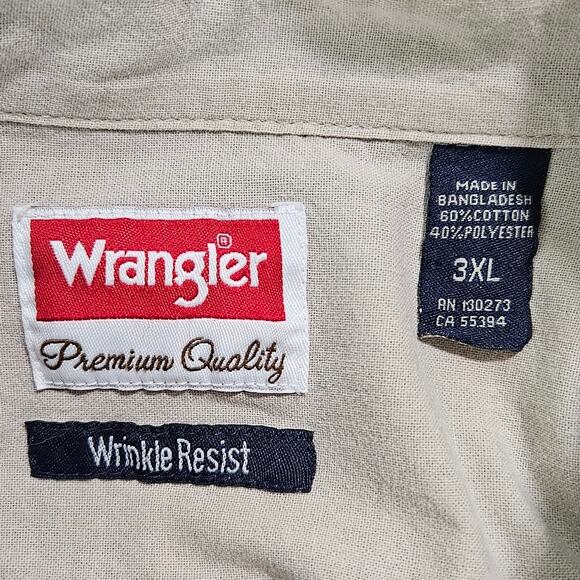 Wrangler®
Premium Quality
Wrinkle Resist
MADE IN
BANGLADESH
60%COTTON
40%POLYESTER
3XL
RN 130273
CA 55394